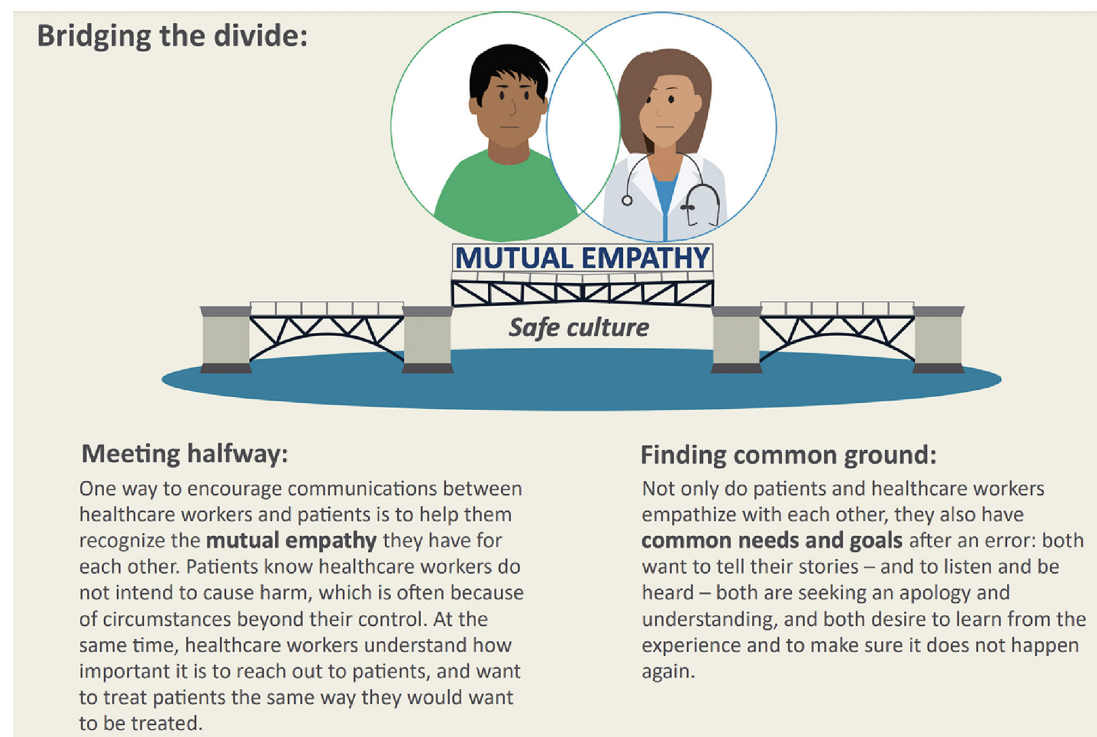 Bridging the divide:
MUTUAL EMPATHY
Safe culture
Meeting halfway:
One way to encourage communications between
healthcare workers and patients is to help them
recognize the mutual empathy they have for
each other. Patients know healthcare workers do
not intend to cause harm, which is often because
of circumstances beyond their control. At the
same time, healthcare workers understand how
important it is to reach out to patients, and want
to treat patients the same way they would want
to be treated.
Finding common ground:
Not only do patients and healthcare workers
empathize with each other, they also have
common needs and goals after an error: both
want to tell their stories – and to listen and be
heard – both are seeking an apology and
understanding, and both desire to learn from the
experience and to make sure it does not happen
again.